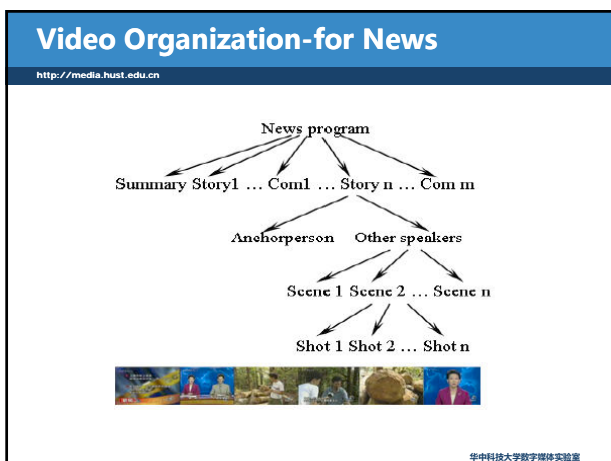 Video Organization-for News
http://media.hust.edu.cn
News program
Summary Story1 … Com1 … Story n … Com m
Anchorperson Other speakers
Scene 1 Scene 2 … Scene n
Shot 1 Shot 2 … Shot n
华中科技大学数字媒体实验室